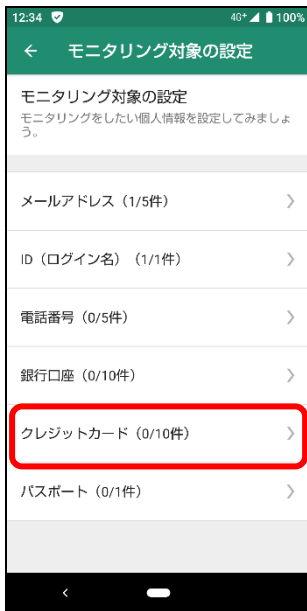 12:34 4G+ 100%
← モニタリング対象の設定
モニタリング対象の設定
モニタリングをしたい個人情報を設定してみましょ
う。
メールアドレス（1/5件）
ID（ログイン名）（1/1件）
電話番号（0/5件）
銀行口座（0/10件）
クレジットカード（0/10件）
パスポート（0/1件）